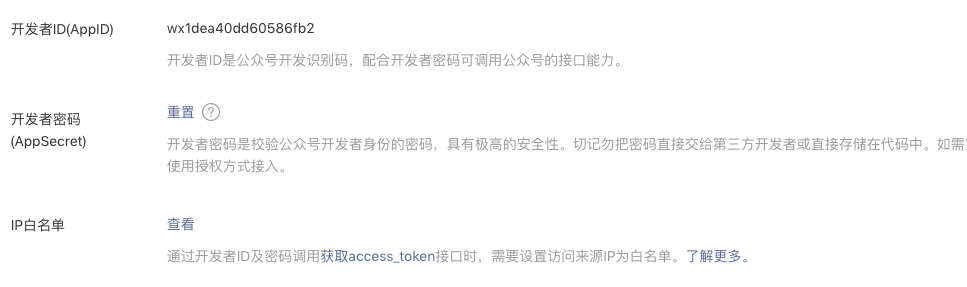 开发者ID(AppID)
wx1dea40dd60586fb2
开发者ID是公众号开发识别码，配合开发者密码可调用公众号的接口能力。
开发者密码
(AppSecret)
重置 ?
开发者密码是校验公众号开发者身份的密码，具有极高的安全性。切记勿把密码直接交给第三方开发者或直接存储在代码中。如需
使用授权方式接入。
IP白名单
查看
通过开发者ID及密码调用获取access_token接口时，需要设置访问来源IP为白名单。了解更多。